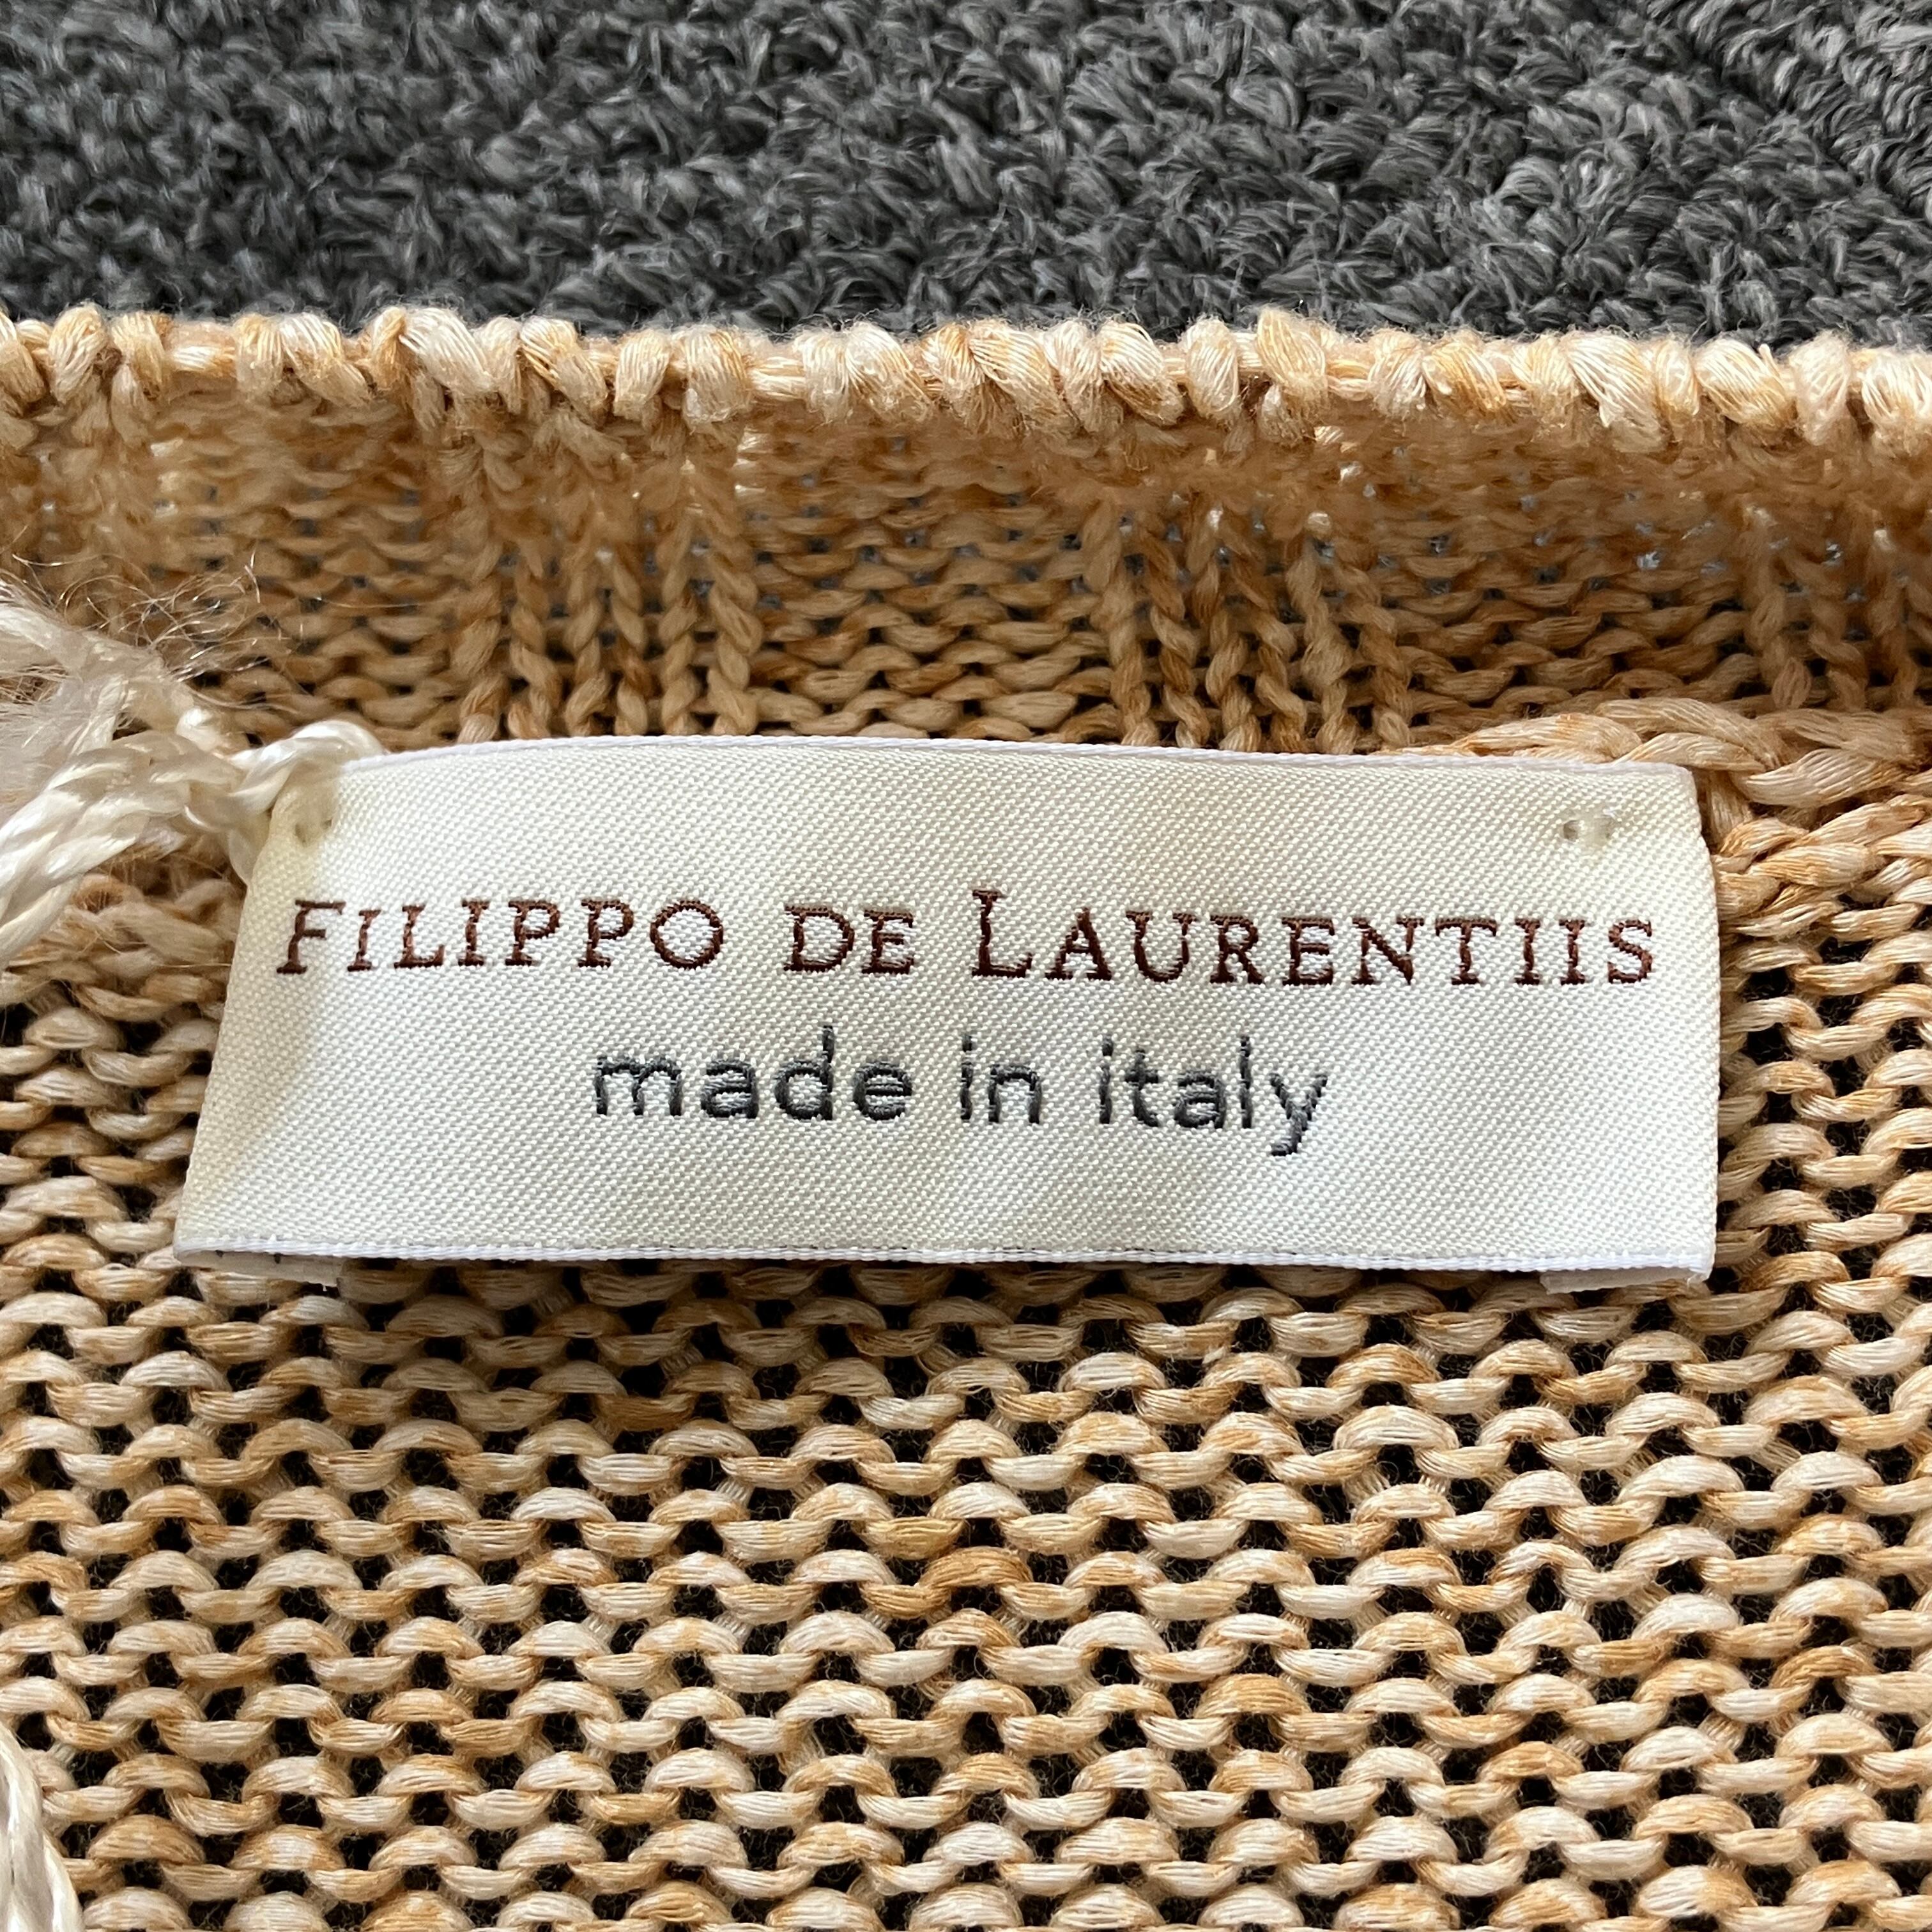 FILIPPO DE LAURENTIIS
made in italy